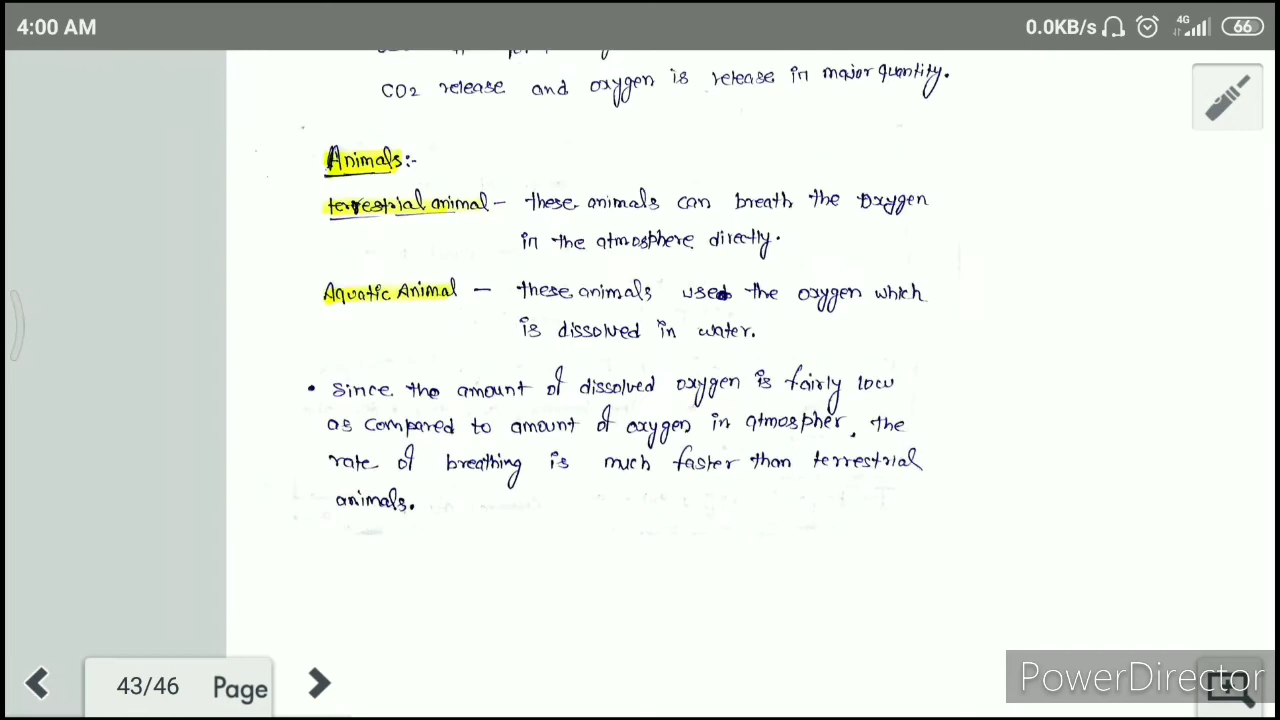 4:00 AM
0.0KB/s 4G 66
CO2 release and oxygen is release in major quantity.
Animals:-
terrestrial animal - these animals can breath the Oxygen
in the atmosphere directly.
Aquatic Animal - these animals used the oxygen which
is dissolved in water.
• Since the amount of dissolved oxygen is fairly low
as compared to amount of oxygen in atmospher, the
rate of breathing is much faster than terrestrial
animals.
43/46 Page
PowerDirector